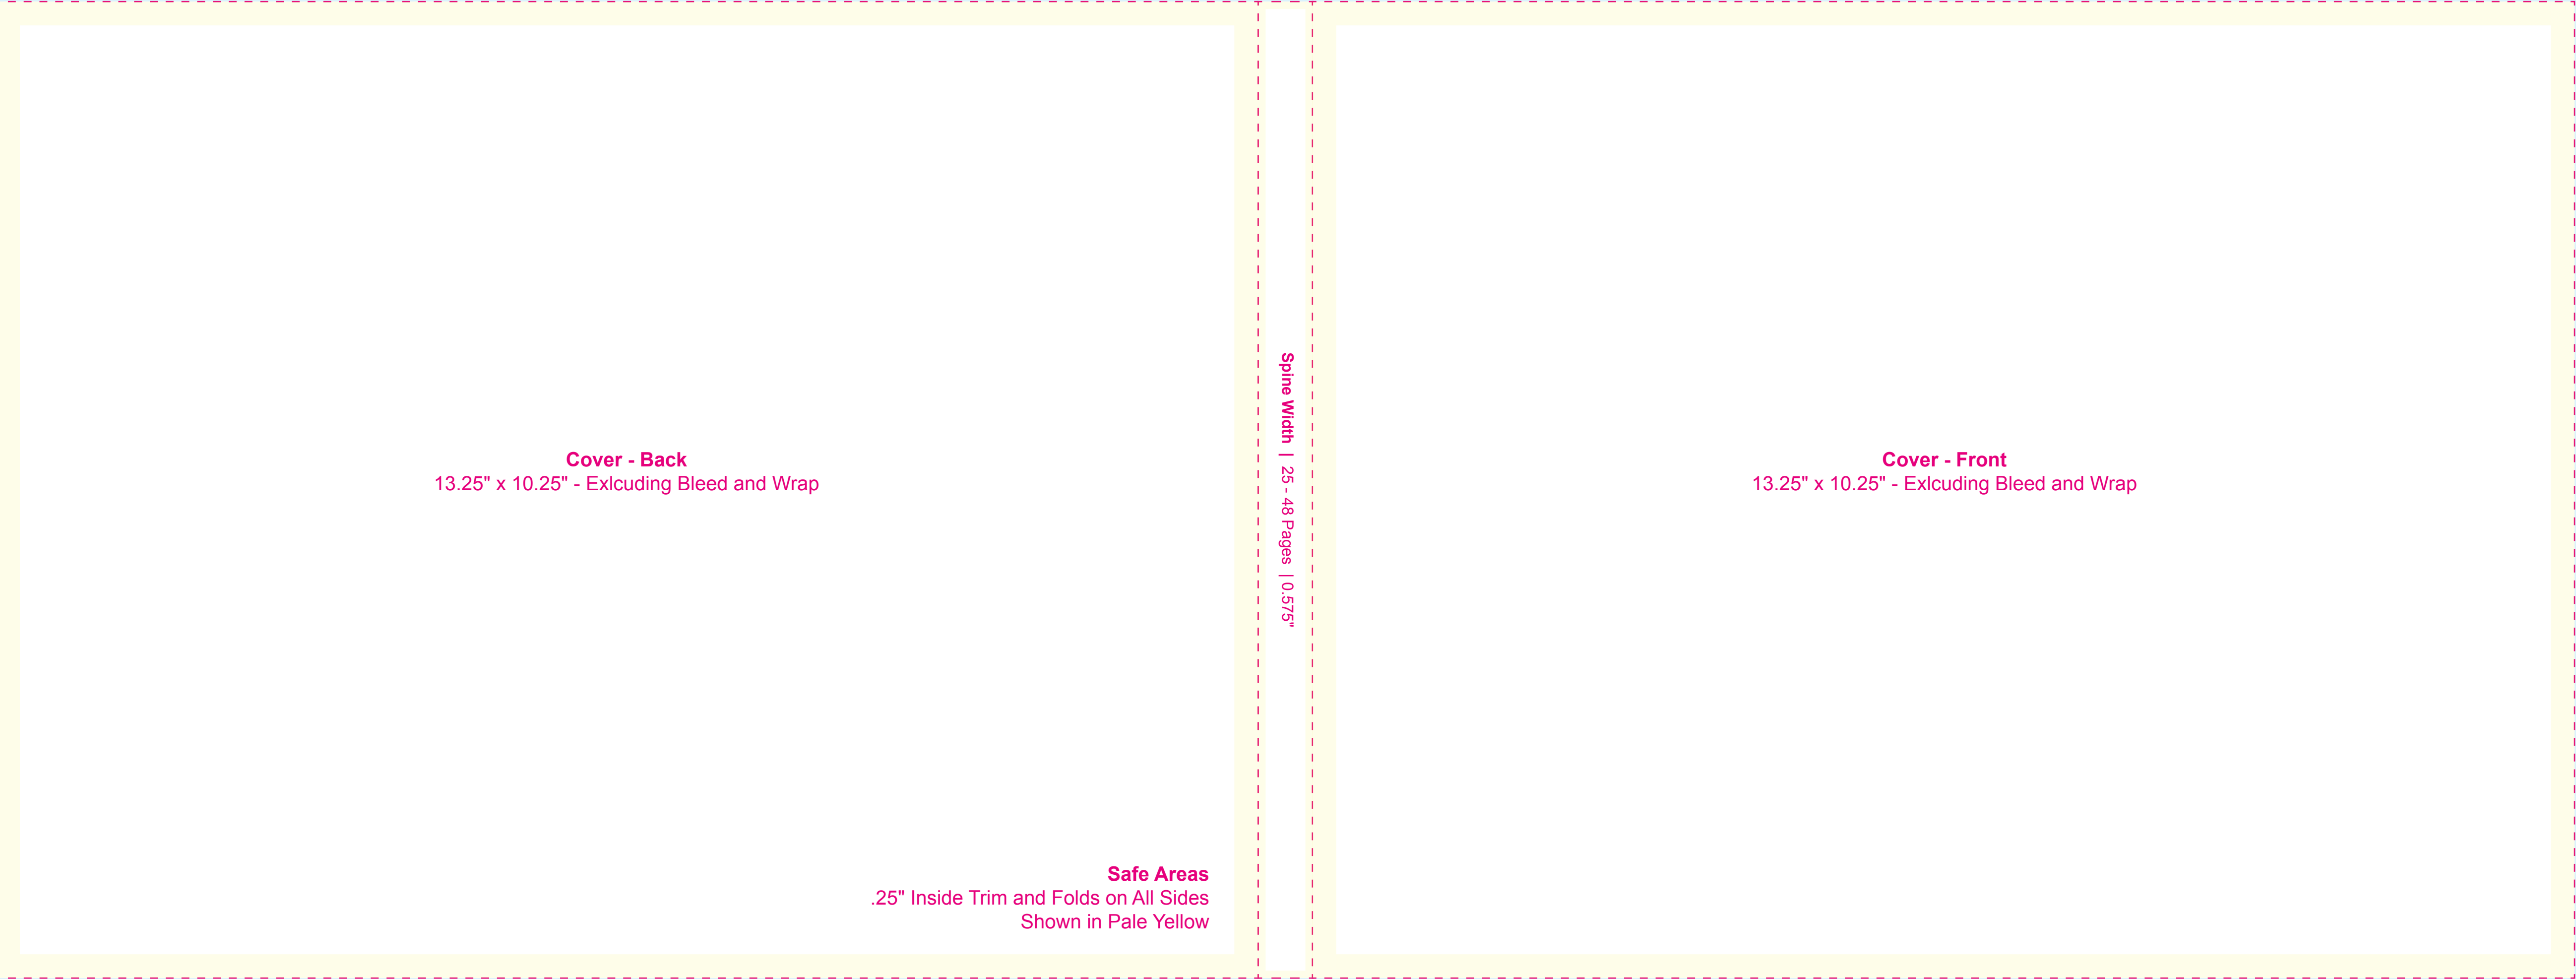 Cover - Back
13.25" x 10.25" - Exlcuding Bleed and Wrap
Safe Areas
.25" Inside Trim and Folds on All Sides
Shown in Pale Yellow
Spine Width | 25 - 48 Pages | 0.575"
Cover - Front
13.25" x 10.25" - Exlcuding Bleed and Wrap